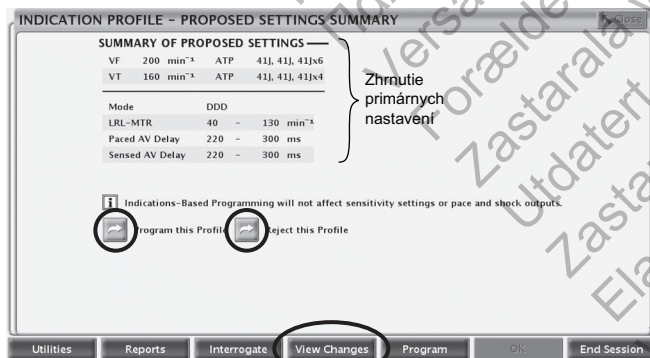 INDICATION PROFILE – PROPOSED SETTINGS SUMMARY
Close
SUMMARY OF PROPOSED SETTINGS
VF 200 min⁻¹ ATP 41J, 41J, 41Jx6
VT 160 min⁻¹ ATP 41J, 41J, 41Jx4
Mode DDD
LRL-MTR 40 – 130 min⁻¹
Paced AV Delay 220 – 300 ms
Sensed AV Delay 220 – 300 ms
Zhrnutie
primárnych
nastavení
i Indications-Based Programming will not affect sensitivity settings or pace and shock outputs.
Program this Profile Reject this Profile
Utilities Reports Interrogate View Changes Program OK End Session
Zastarala
Utdatert